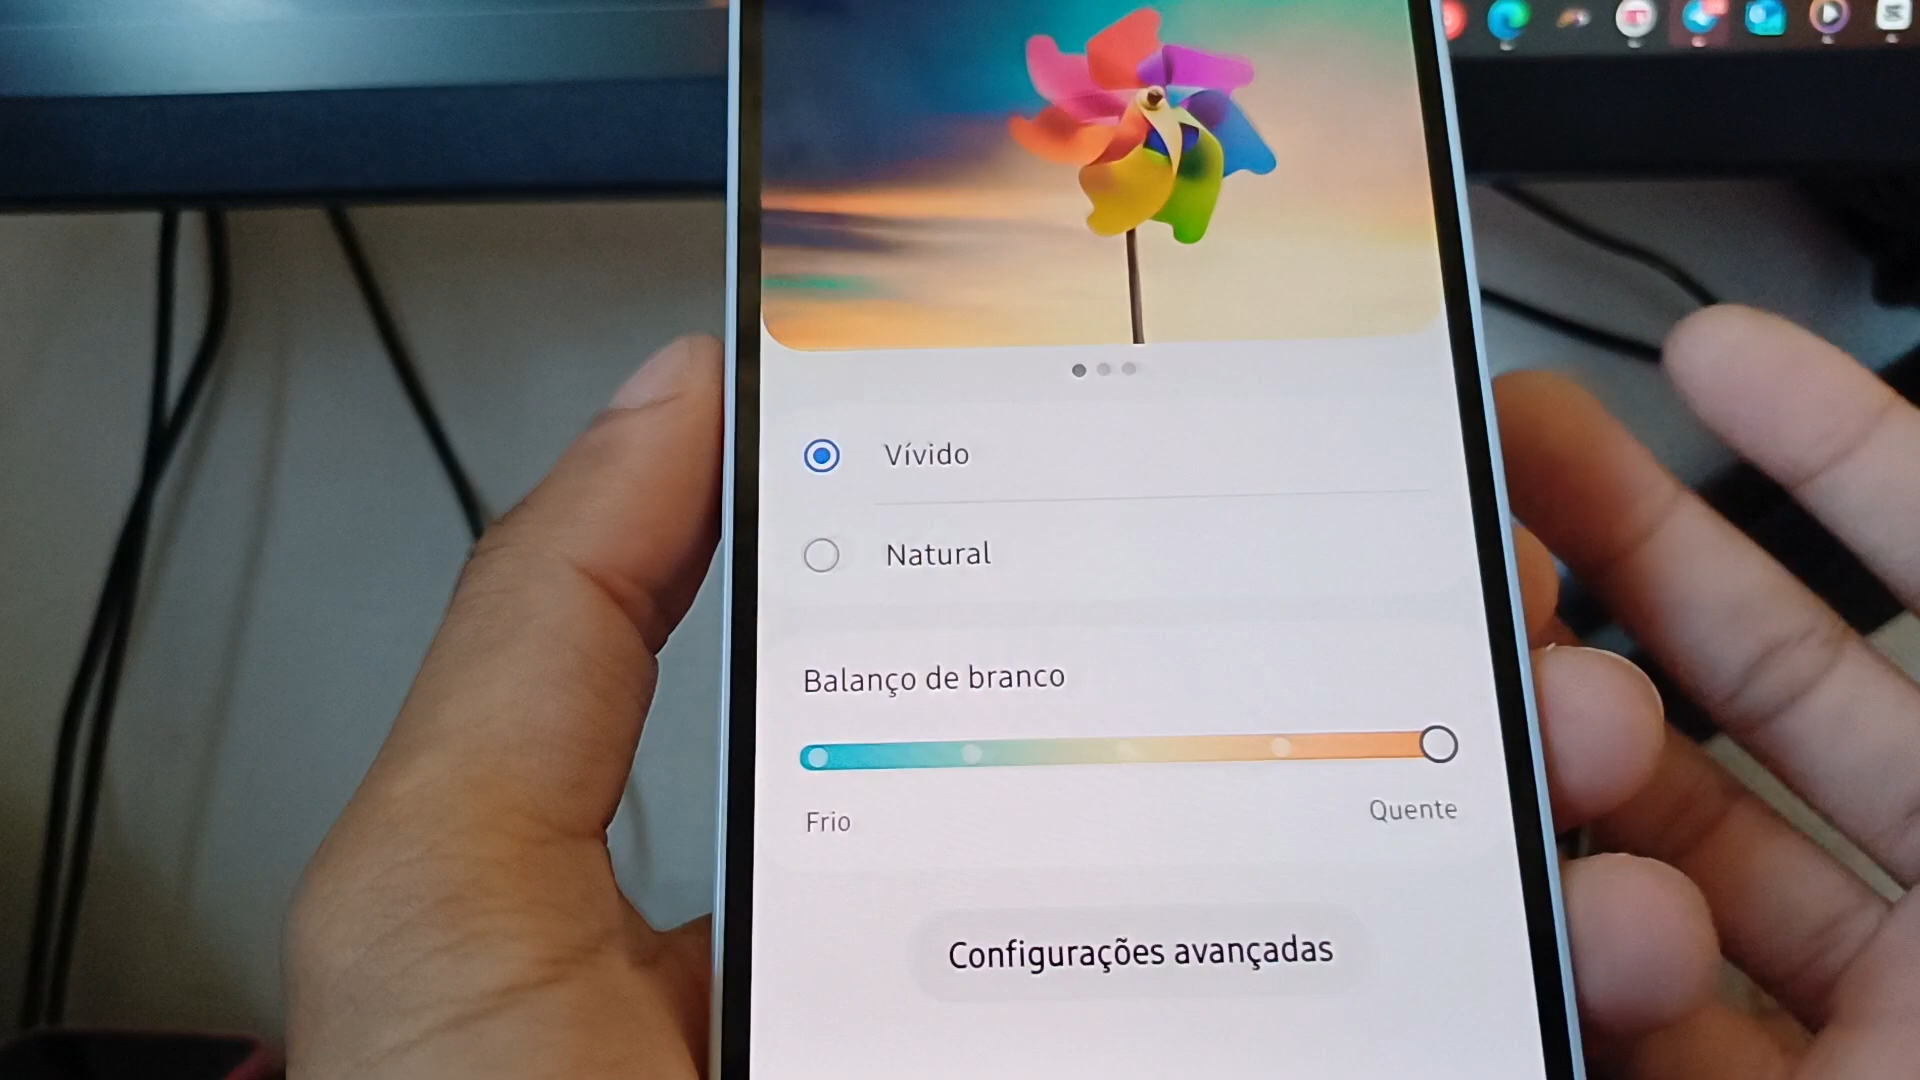 Vívido
Natural
Balanço de branco
Frio
Quente
Configurações avançadas